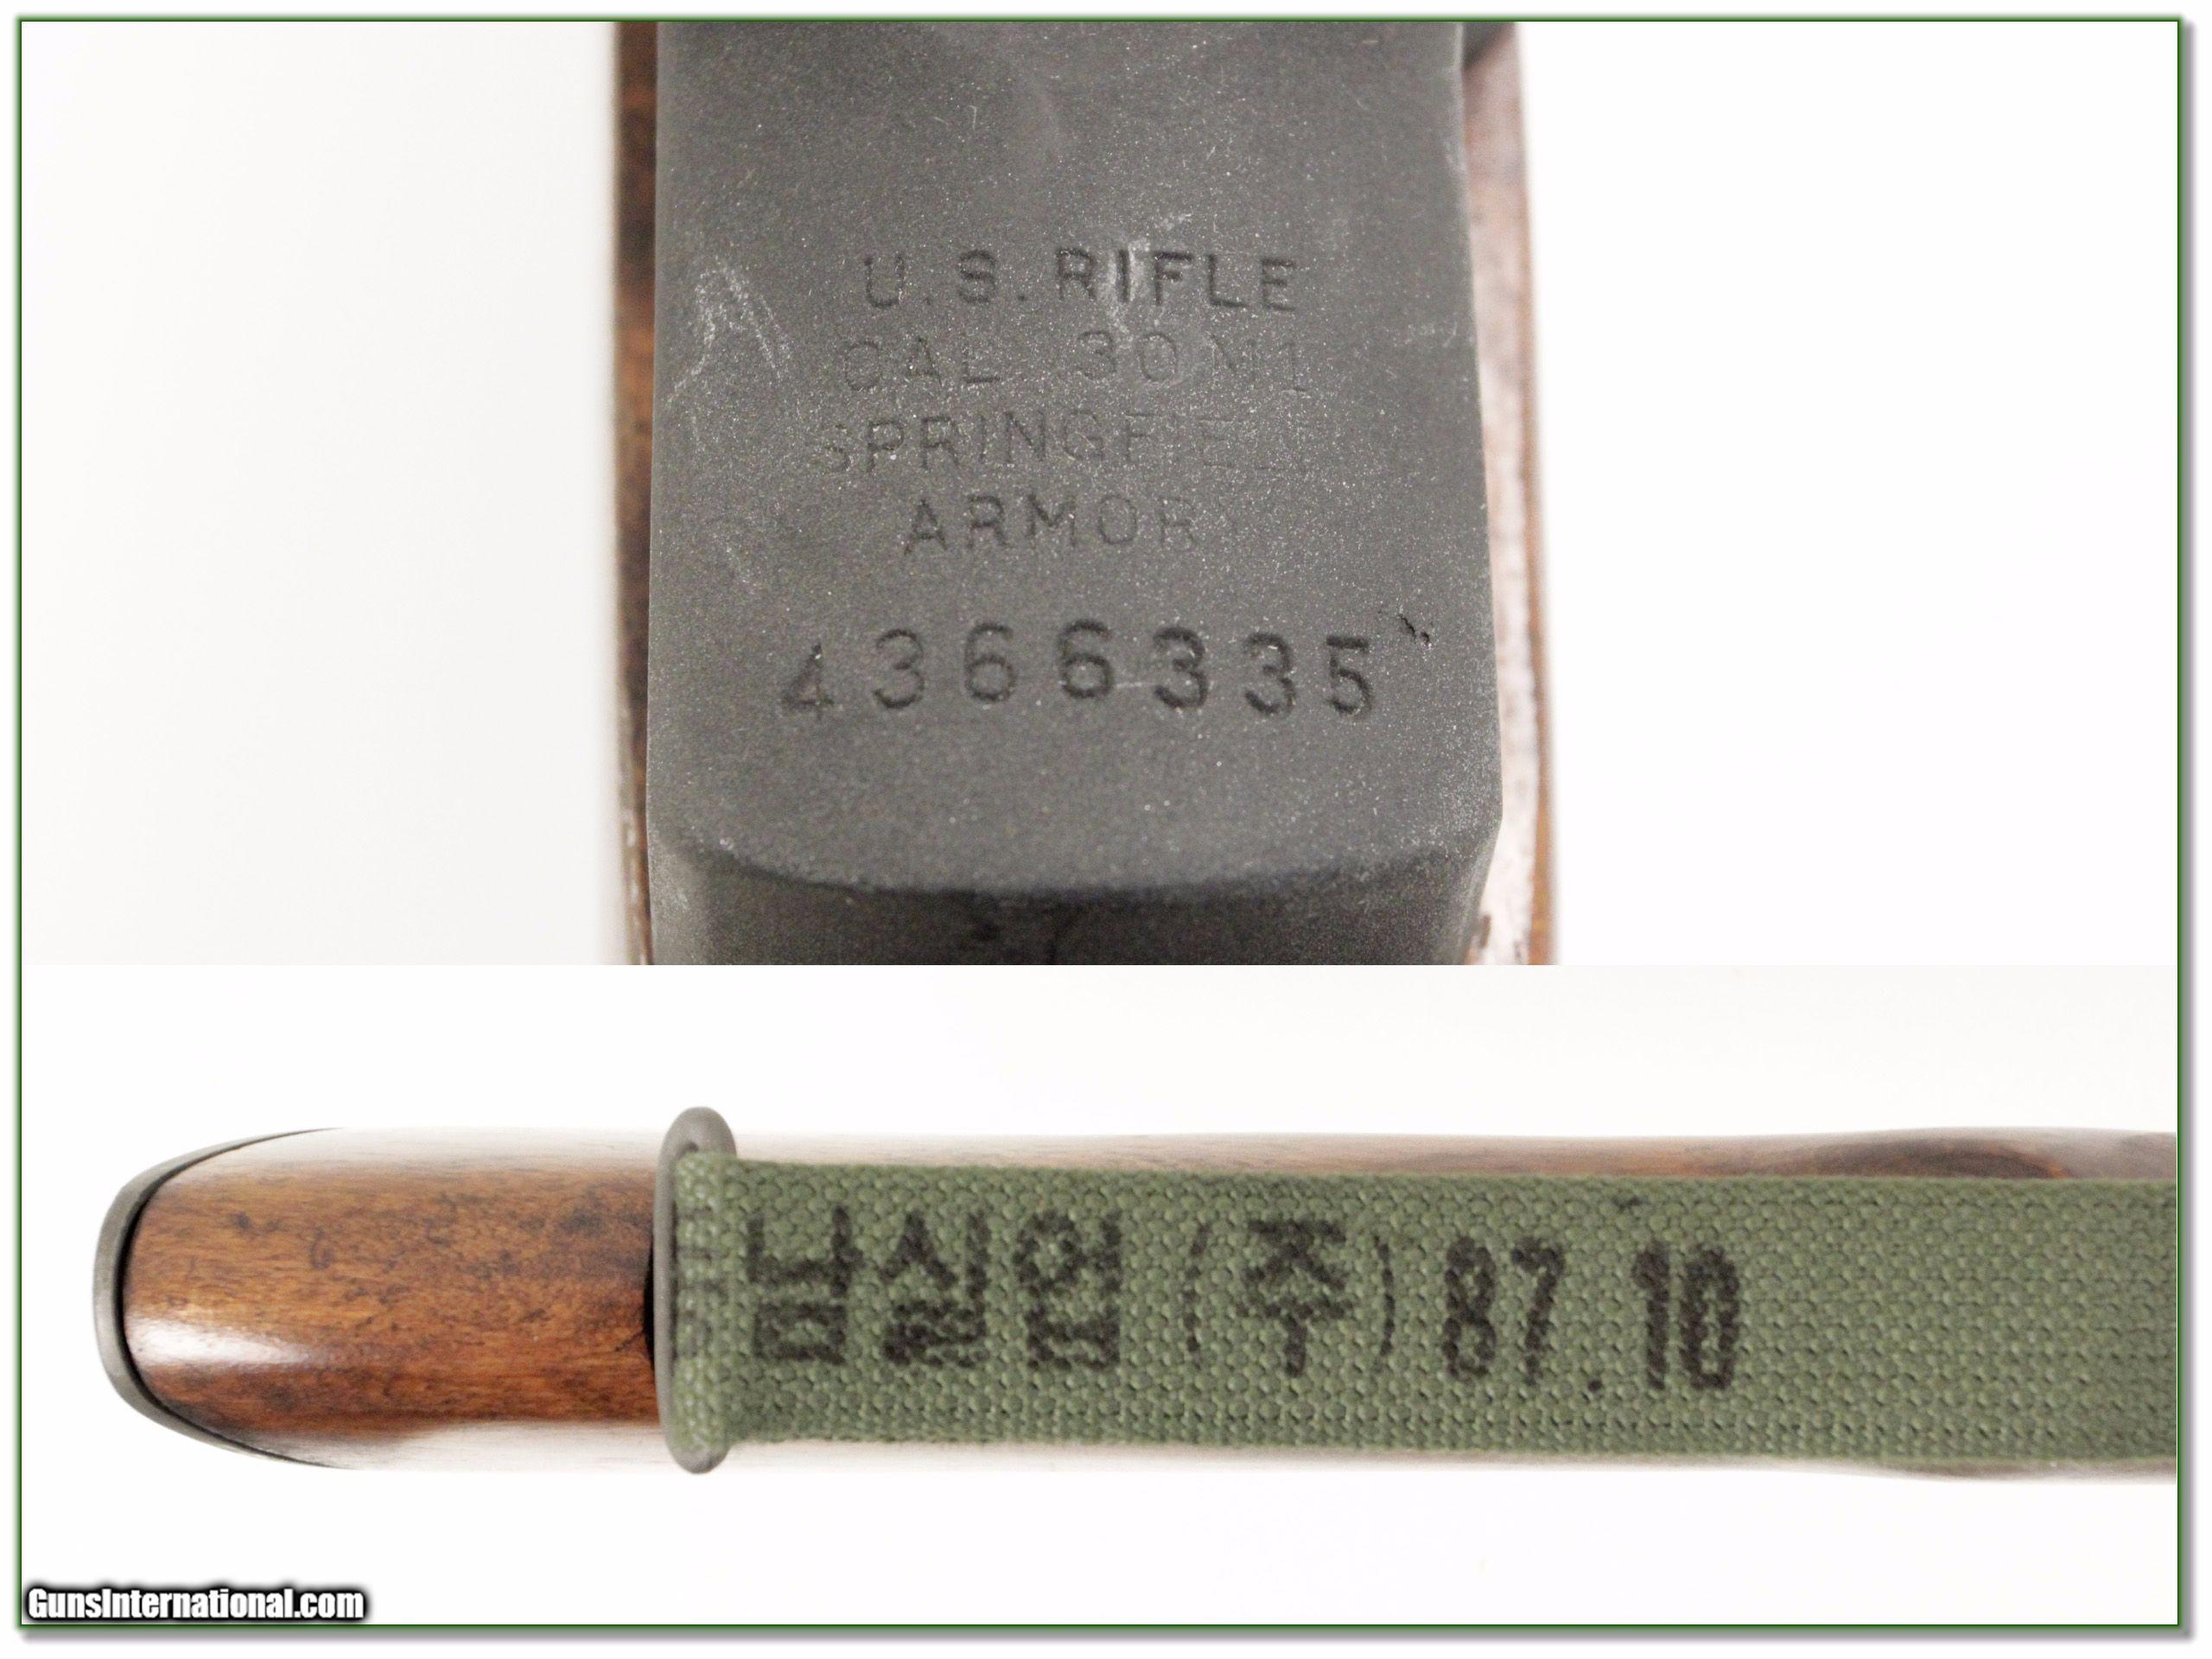 U.S. RIFLE
CAL .30 M1
SPRINGFIELD
ARMORY
4366335
남실업 (주) 87.10
GunsInternational.com